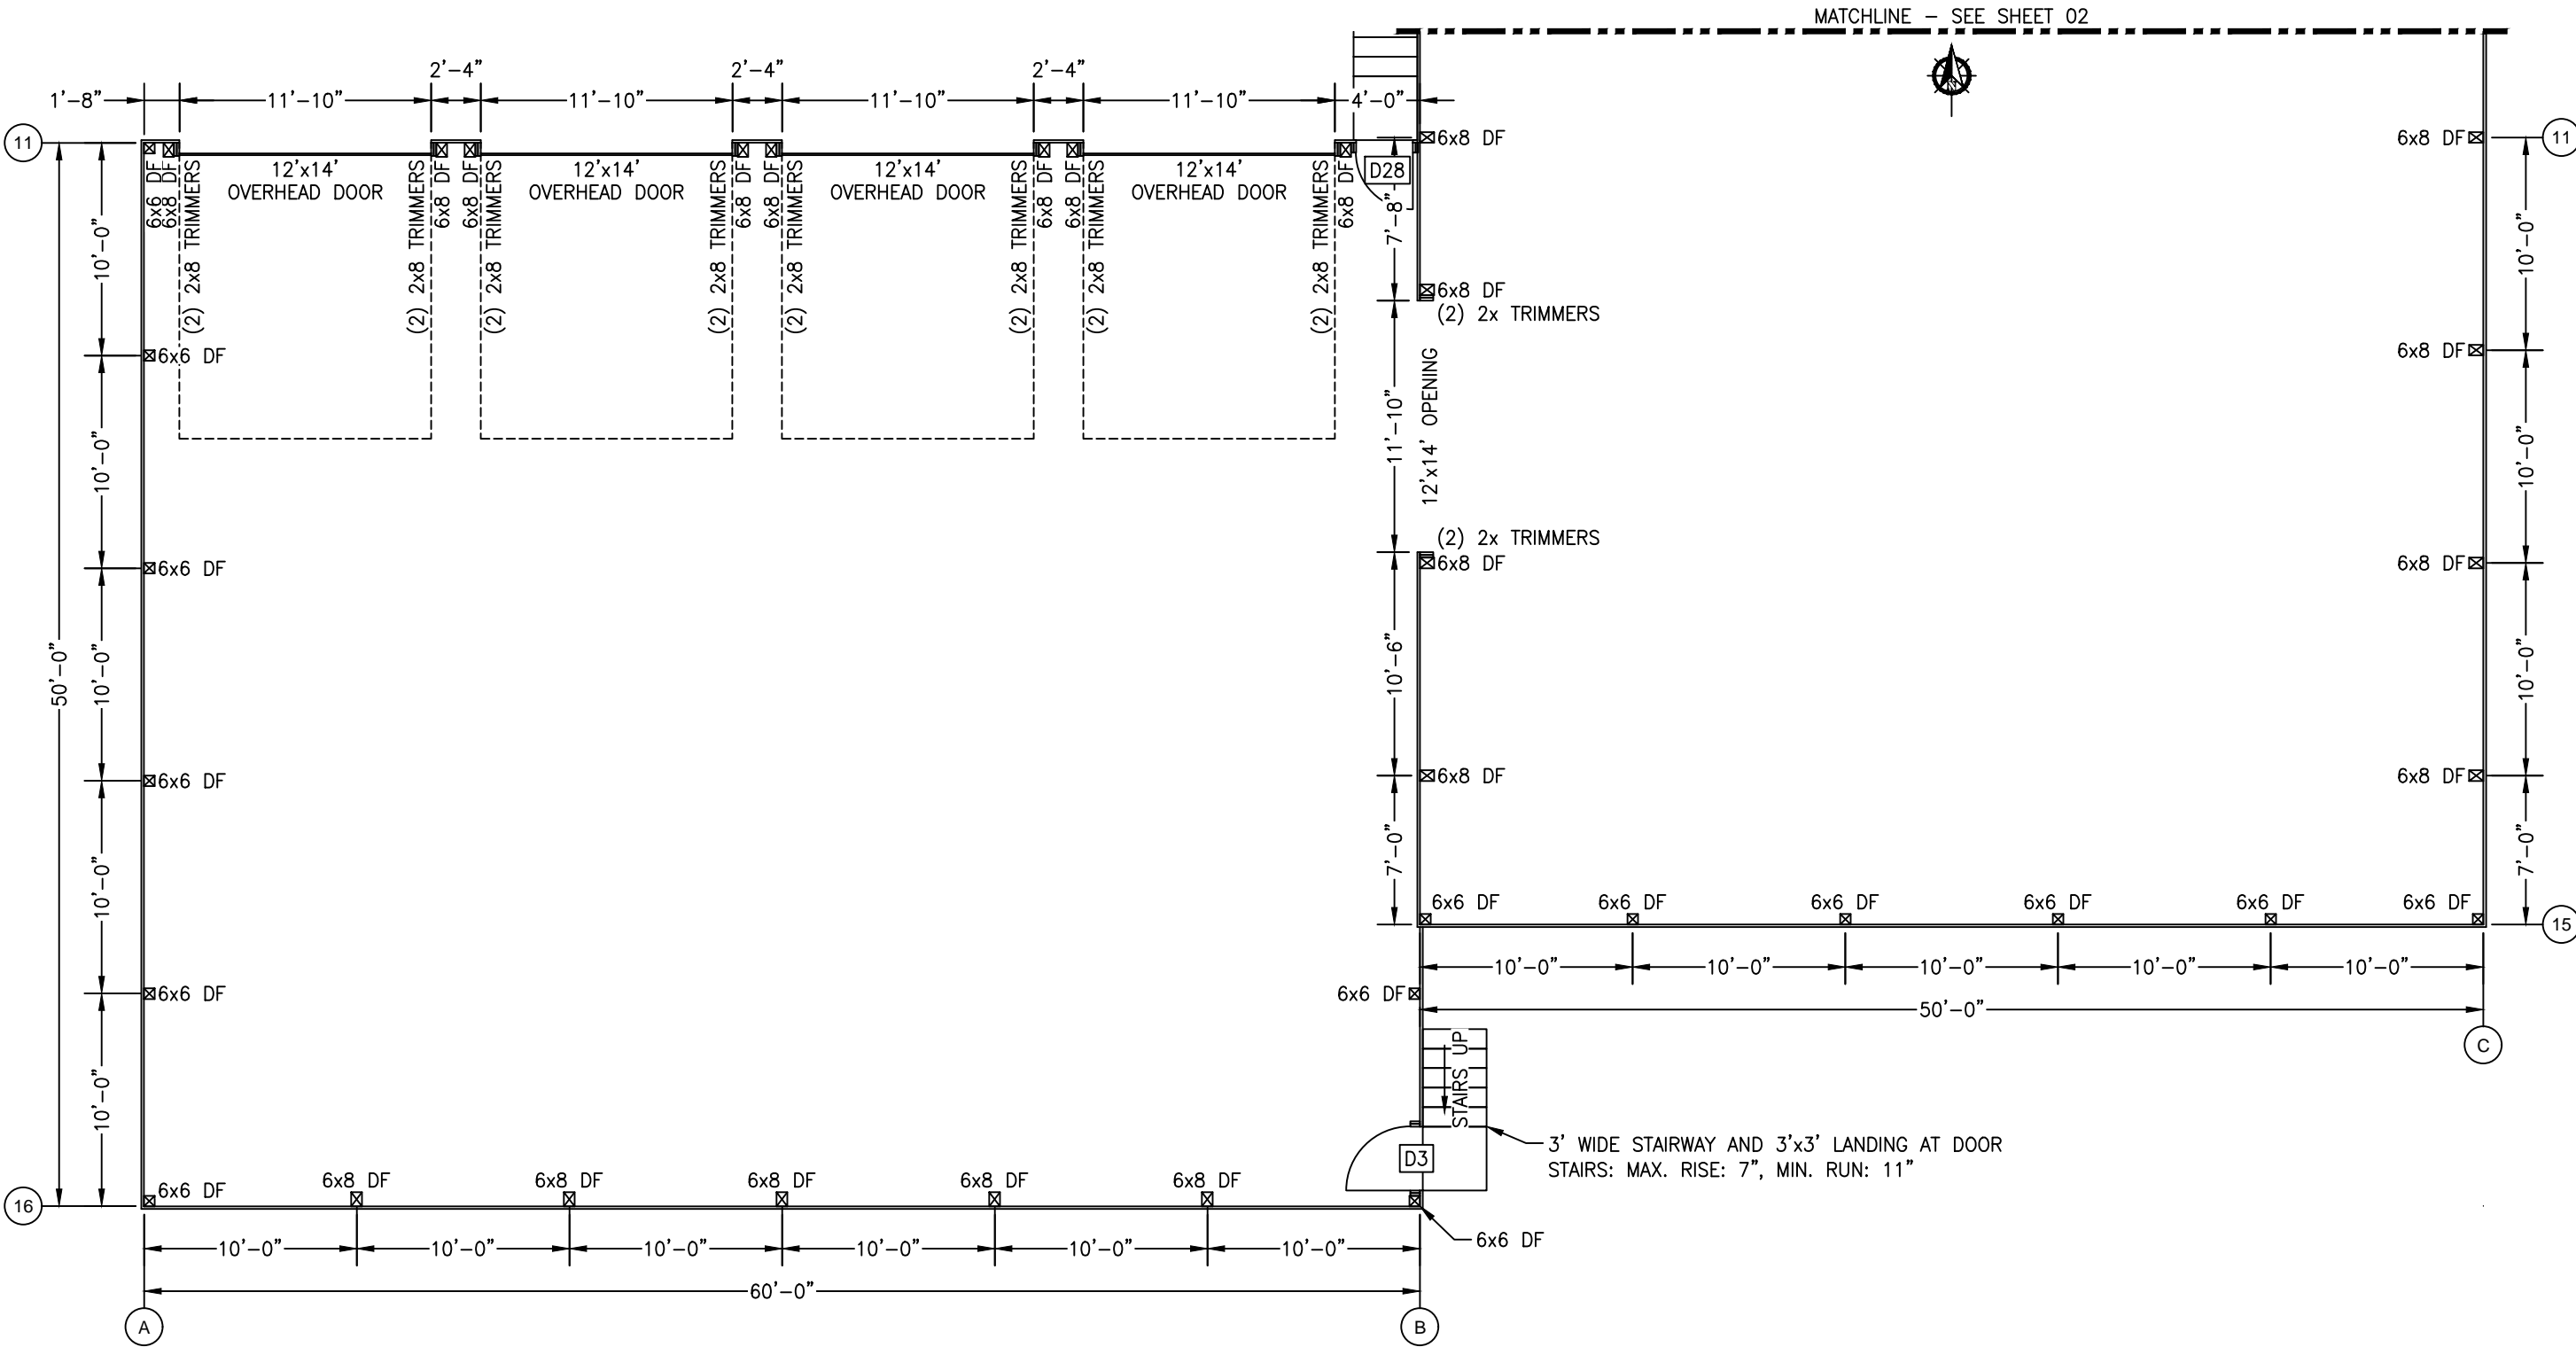 MATCHLINE - SEE SHEET 02
2'-4"
2'-4"
2'-4"
1'-8"
11'-10"
11'-10"
11'-10"
11'-10"
4'-0"
11
6x8 DF
6x8 DF
11
12'x14'
OVERHEAD DOOR
12'x14'
OVERHEAD DOOR
12'x14'
OVERHEAD DOOR
12'x14'
OVERHEAD DOOR
D28
6x6 DF
6x8 DF
(2) 2x8 TRIMMERS
(2) 2x8 TRIMMERS
6x8 DF
6x8 DF
(2) 2x8 TRIMMERS
(2) 2x8 TRIMMERS
6x8 DF
6x8 DF
(2) 2x8 TRIMMERS
(2) 2x8 TRIMMERS
6x8 DF
6x8 DF
(2) 2x8 TRIMMERS
(2) 2x8 TRIMMERS
6x8 DF
7'-8"
10'-0"
10'-0"
6x8 DF
(2) 2x TRIMMERS
6x6 DF
6x8 DF
12'x14' OPENING
11'-10"
10'-0"
10'-0"
(2) 2x TRIMMERS
6x8 DF
6x6 DF
6x8 DF
50'-0"
10'-0"
10'-6"
10'-0"
6x6 DF
6x8 DF
6x8 DF
10'-0"
7'-0"
7'-0"
6x6 DF
6x6 DF
6x6 DF
6x6 DF
6x6 DF
6x6 DF
15
10'-0"
10'-0"
10'-0"
10'-0"
10'-0"
6x6 DF
6x6 DF
50'-0"
C
10'-0"
STAIRS UP
3' WIDE STAIRWAY AND 3'x3' LANDING AT DOOR
STAIRS: MAX. RISE: 7", MIN. RUN: 11"
D3
6x6 DF
6x8 DF
6x8 DF
6x8 DF
6x8 DF
6x8 DF
16
6x6 DF
10'-0"
10'-0"
10'-0"
10'-0"
10'-0"
10'-0"
60'-0"
A
B